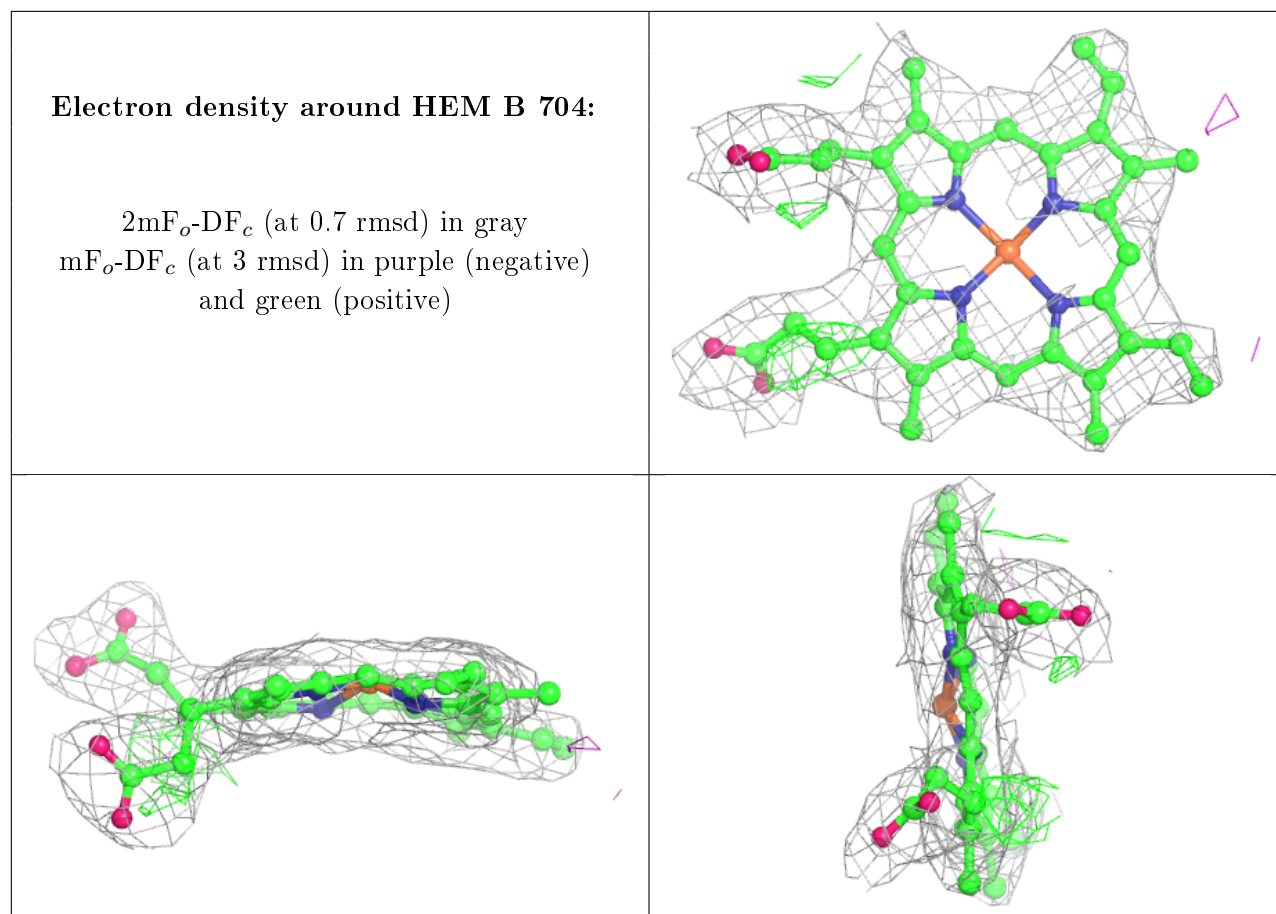 Electron density around HEM B 704:
2mFo-DFc (at 0.7 rmsd) in gray
mFo-DFc (at 3 rmsd) in purple (negative)
and green (positive)